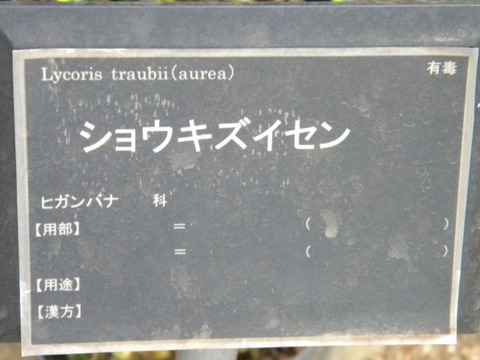 Lycoris traubii(aurea) 有毒
ショウキズイセン
ヒガンバナ 科
【用部】 = ( )
= ( )
【用途】
【漢方】